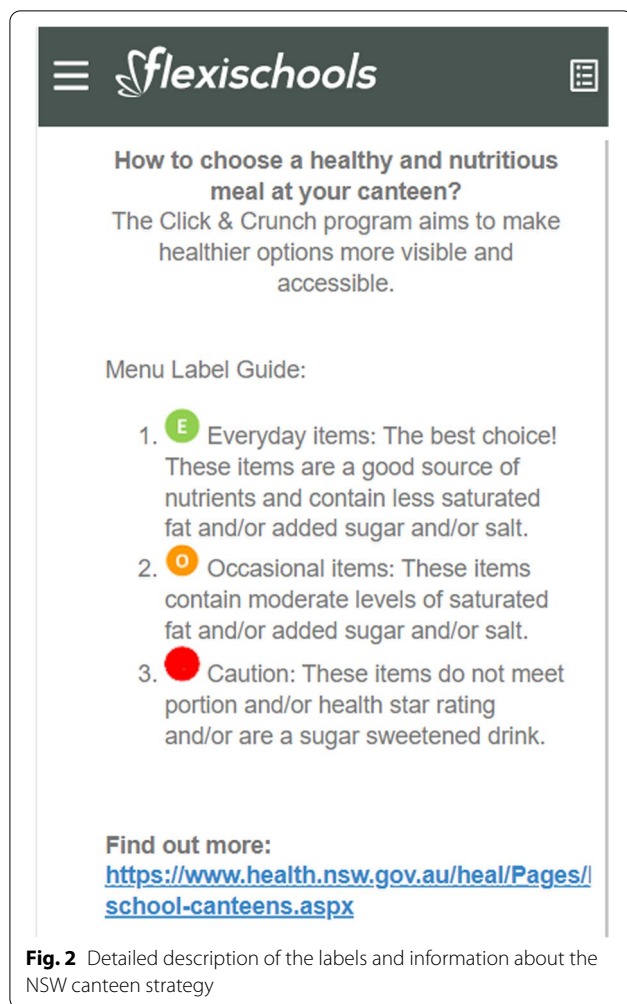 flexischools
How to choose a healthy and nutritious
meal at your canteen?
The Click & Crunch program aims to make
healthier options more visible and
accessible.
Menu Label Guide:
1. E Everyday items: The best choice!
These items are a good source of
nutrients and contain less saturated
fat and/or added sugar and/or salt.
2. O Occasional items: These items
contain moderate levels of saturated
fat and/or added sugar and/or salt.
3. Caution: These items do not meet
portion and/or health star rating
and/or are a sugar sweetened drink.
Find out more:
https://www.health.nsw.gov.au/heal/Pages/
school-canteens.aspx
Fig. 2 Detailed description of the labels and information about the
NSW canteen strategy